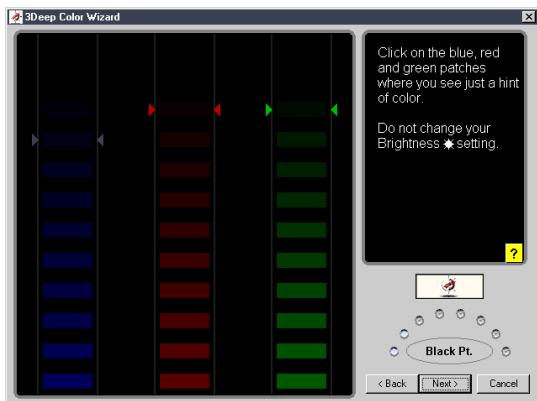 3Deep Color Wizard
Click on the blue, red
and green patches
where you see just a hint
of color.
Do not change your
Brightness setting.
?
Black Pt.
< Back
Next >
Cancel